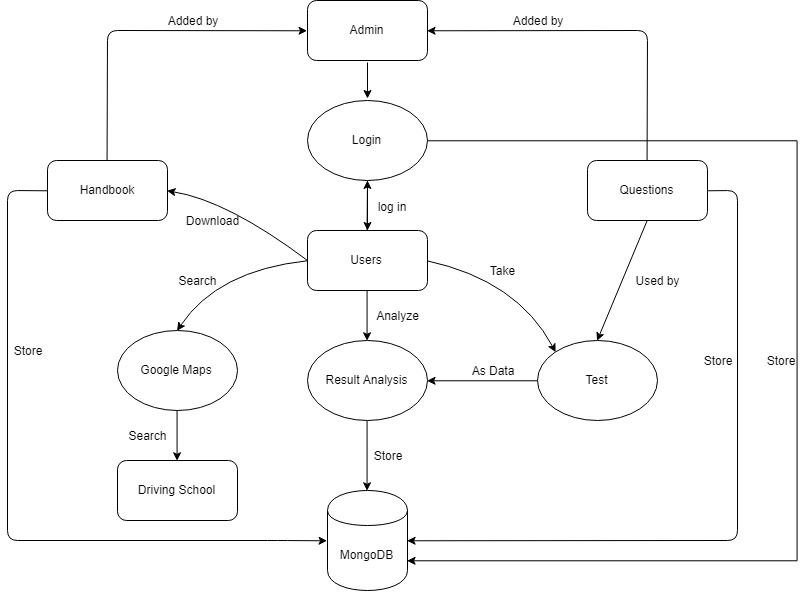 Added by
Added by
Admin
Login
Handbook
Questions
log in
Download
Users
Take
Search
Used by
Analyze
Store
Store
Store
Google Maps
Result Analysis
As Data
Test
Search
Store
Driving School
MongoDB